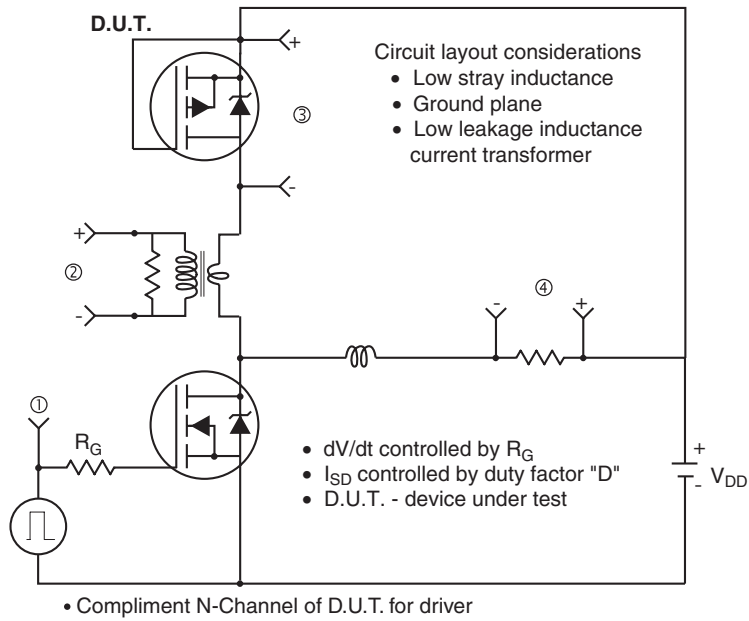 D.U.T.
+
Circuit layout considerations
• Low stray inductance
• Ground plane
• Low leakage inductance
current transformer
③
-
+
②
-
- ④ +
①
R_G
• dV/dt controlled by R_G
• I_SD controlled by duty factor "D"
• D.U.T. - device under test
+
- V_DD
• Compliment N-Channel of D.U.T. for driver